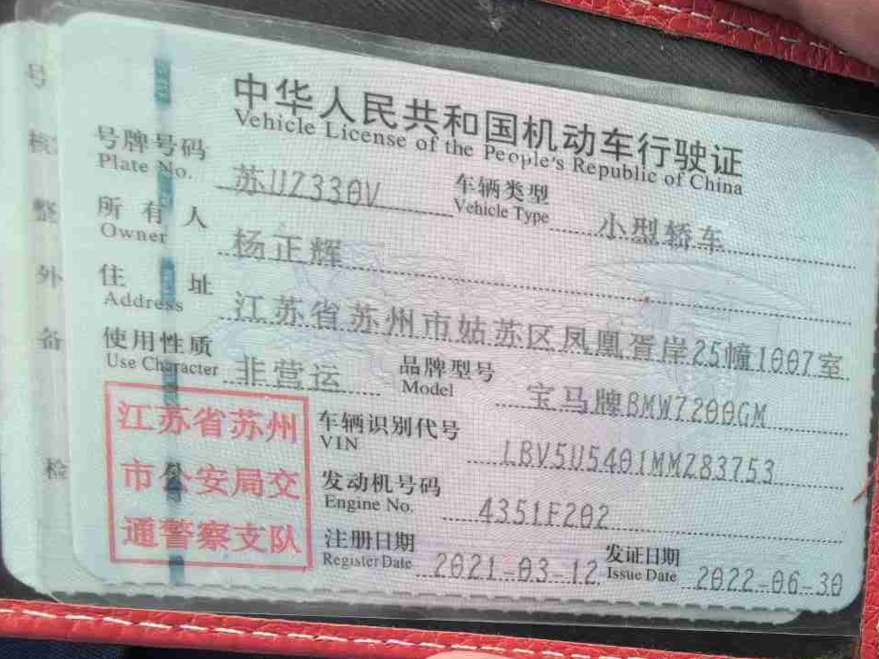 中华人民共和国机动车行驶证
Vehicle License of the People's Republic of China
号牌号码 苏UZ330V 车辆类型 小型轿车
Plate No. Vehicle Type
所有人 杨正辉
Owner
住址 江苏省苏州市姑苏区凤凰胥岸25幢1007室
Address
使用性质 非营运 品牌型号 宝马牌BMW7200GM
Use Character Model
江苏省苏州
市公安局交
通警察支队
车辆识别代号 LBV5U5401MMZ83753
VIN
发动机号码 4351F202
Engine No.
注册日期 2021-03-12 发证日期 2022-06-30
Register Date Issue Date
号
核
整
外
备
检